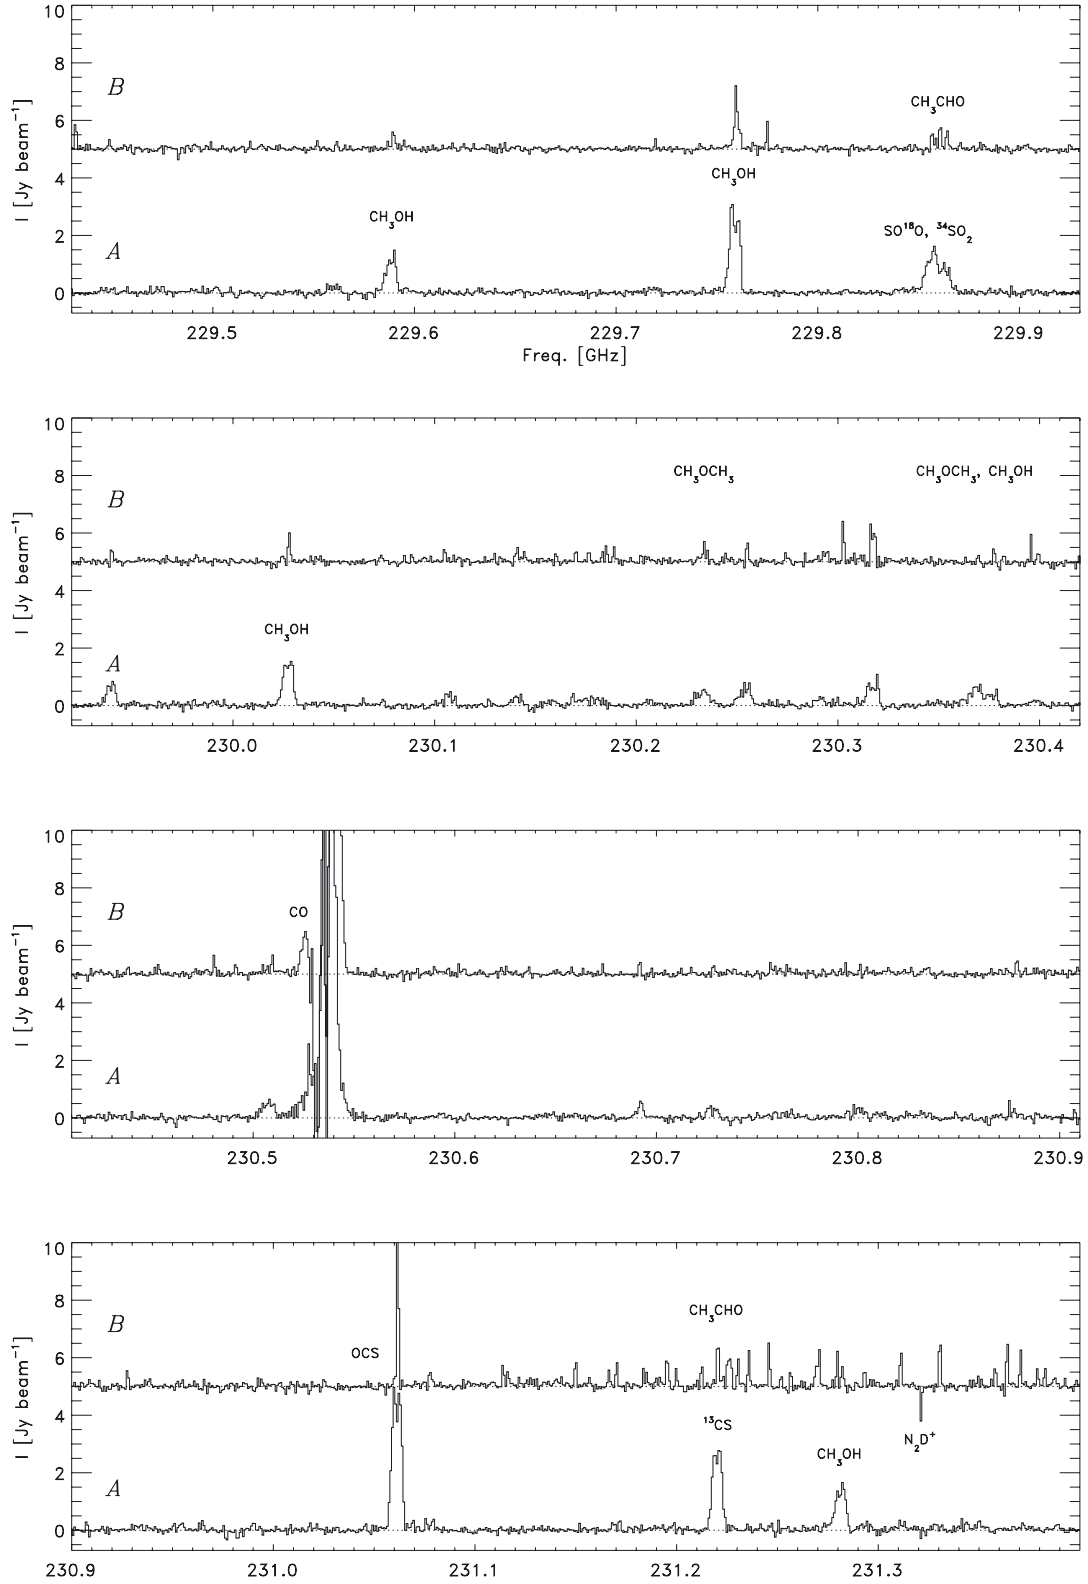 10
8
6
4
2
0
I [Jy beam⁻¹]
B
CH₃CHO
CH₃OH
CH₃OH
SO¹⁸O, ³⁴SO₂
A
229.5 229.6 229.7 229.8 229.9
Freq. [GHz]
10
8
6
4
2
0
I [Jy beam⁻¹]
CH₃OCH₃ CH₃OCH₃, CH₃OH
B
CH₃OH
A
230.0 230.1 230.2 230.3 230.4
10
8
6
4
2
0
I [Jy beam⁻¹]
B
CO
A
230.5 230.6 230.7 230.8 230.9
10
8
6
4
2
0
I [Jy beam⁻¹]
B
CH₃CHO
OCS
¹³CS
N₂D⁺
CH₃OH
A
230.9 231.0 231.1 231.2 231.3